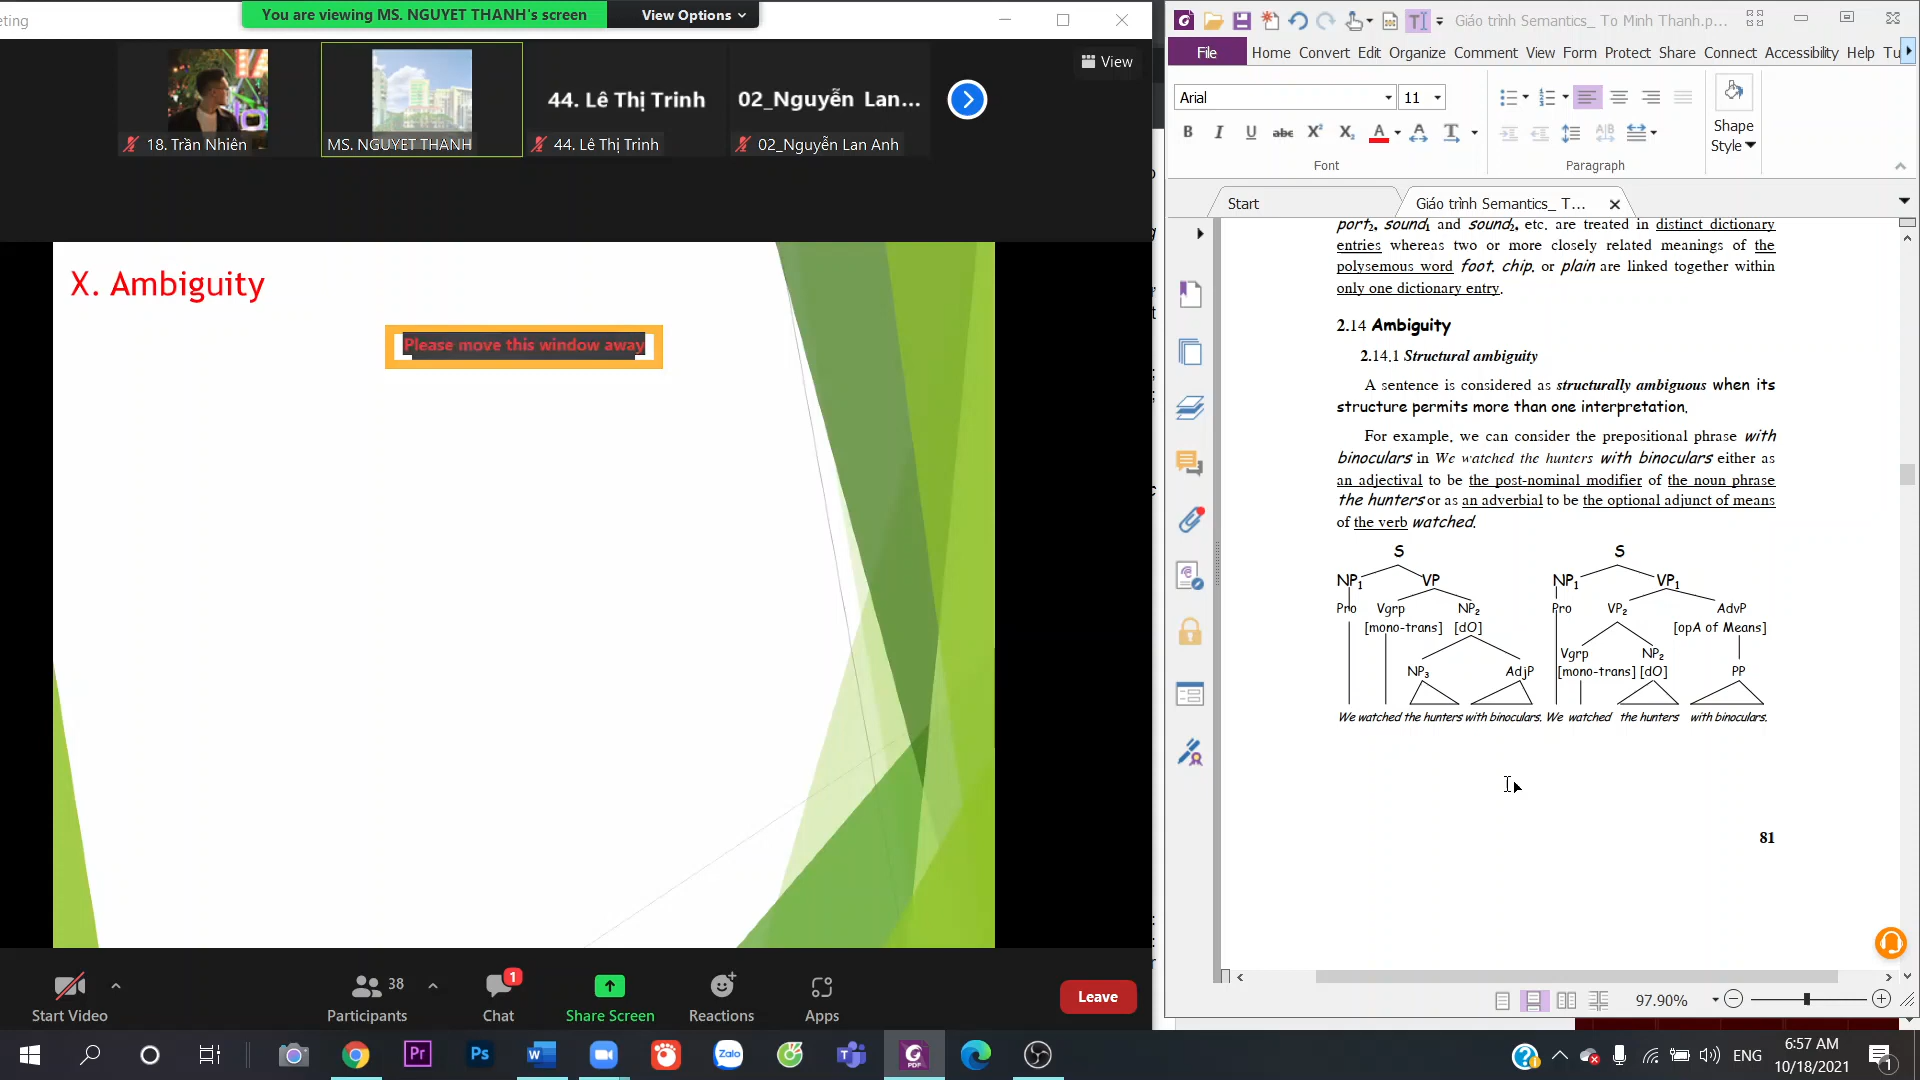 eting
You are viewing MS. NGUYET THANH's screen
View Options
View
44. Lê Thị Trinh
02_Nguyễn Lan...
18. Trần Nhiên
MS. NGUYET THANH
44. Lê Thị Trinh
02_Nguyễn Lan Anh
X. Ambiguity
Please move this window away
Start Video
38
Participants
1
Chat
Share Screen
Reactions
Apps
Leave
Giáo trình Semantics_ To Minh Thanh.p...
File Home Convert Edit Organize Comment View Form Protect Share Connect Accessibility Help Tu
Arial
11
B I U abc X² X₂ A A T
Shape
Style
Font
Paragraph
Start
Giáo trình Semantics_ T...
port₂, sound₁ and sound₂, etc. are treated in distinct dictionary
entries whereas two or more closely related meanings of the
polysemous word foot, chip, or plain are linked together within
only one dictionary entry.
2.14 Ambiguity
2.14.1 Structural ambiguity
A sentence is considered as structurally ambiguous when its
structure permits more than one interpretation.
For example, we can consider the prepositional phrase with
binoculars in We watched the hunters with binoculars either as
an adjectival to be the post-nominal modifier of the noun phrase
the hunters or as an adverbial to be the optional adjunct of means
of the verb watched.
S S
NP₁ VP NP₁ VP₁
Pro Vgrp NP₂ Pro VP₂ AdvP
[mono-trans] [dO] [opA of Means]
Vgrp NP₂
NP₃ AdjP [mono-trans] [dO] PP
We watched the hunters with binoculars. We watched the hunters with binoculars.
81
97.90%
Pr
Ps
Zalo
PDF
ENG
6:57 AM
10/18/2021
1